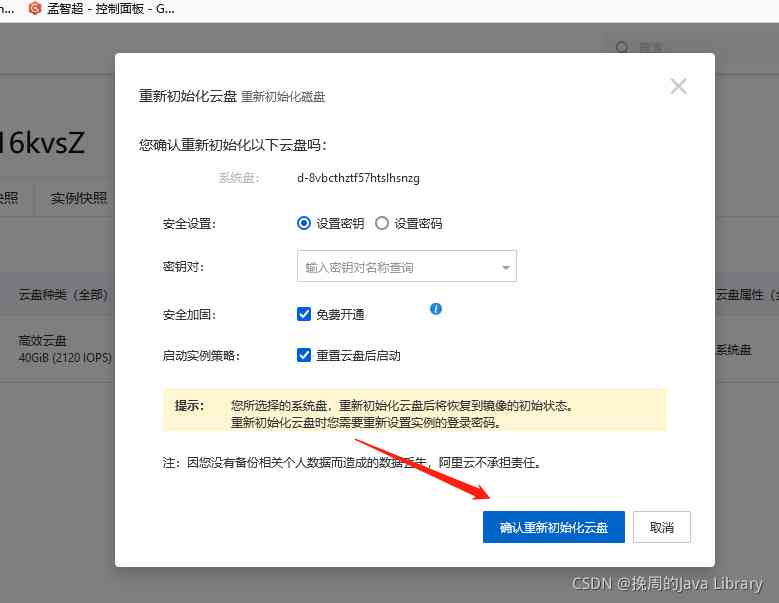 n...
孟智超 - 控制面板 - G...
搜索
重新初始化云盘 重新初始化磁盘
16kvsZ
您确认重新初始化以下云盘吗：
系统盘： d-8vbcthztf57htslhsnzg
快照 实例快照
安全设置： 设置密钥 设置密码
密钥对： 输入密钥对名称查询
云盘种类（全部）
云盘属性（全
安全加固： 免费开通
高效云盘
40GiB (2120 IOPS)
系统盘
启动实例策略： 重置云盘后启动
提示： 您所选择的系统盘，重新初始化云盘后将恢复到镜像的初始状态。
重新初始化云盘时您需要重新设置实例的登录密码。
注：因您没有备份相关个人数据而造成的数据丢失，阿里云不承担责任。
确认重新初始化云盘 取消
CSDN @挽周的Java Library